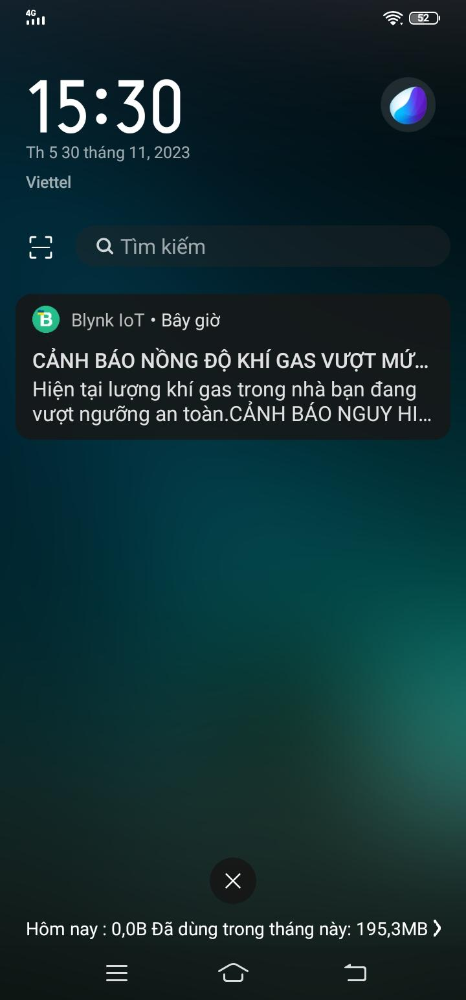 4G
52
15:30
Th 5 30 tháng 11, 2023
Viettel
Tìm kiếm
B
Blynk IoT • Bây giờ
CẢNH BÁO NỒNG ĐỘ KHÍ GAS VƯỢT MỨ...
Hiện tại lượng khí gas trong nhà bạn đang
vượt ngưỡng an toàn.CẢNH BÁO NGUY HI...
Hôm nay : 0,0B Đã dùng trong tháng này: 195,3MB